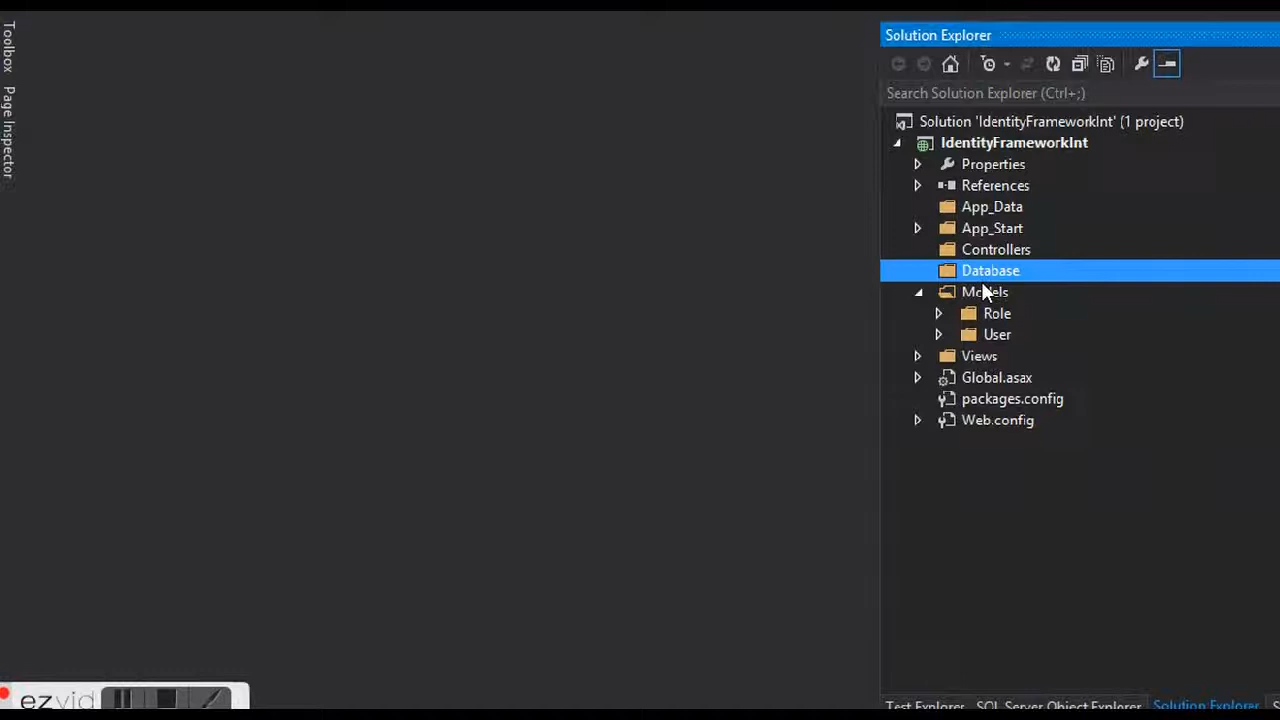 Toolbox
Page Inspector
Solution Explorer
Search Solution Explorer (Ctrl+;)
Solution 'IdentityFrameworkInt' (1 project)
IdentityFrameworkInt
Properties
References
App_Data
App_Start
Controllers
Database
Models
Role
User
Views
Global.asax
packages.config
Web.config
ezvid
Test Explorer SQL Server Object Explorer Solution Explorer